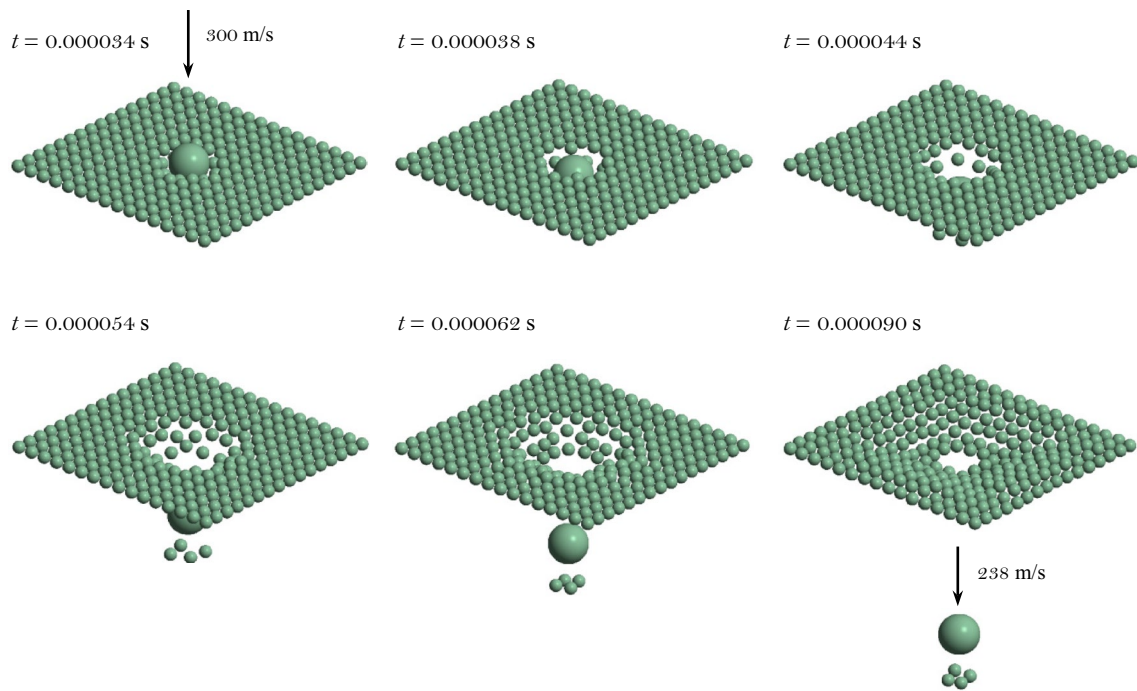 t = 0.000034 s
300 m/s
t = 0.000038 s
t = 0.000044 s
t = 0.000054 s
t = 0.000062 s
t = 0.000090 s
238 m/s